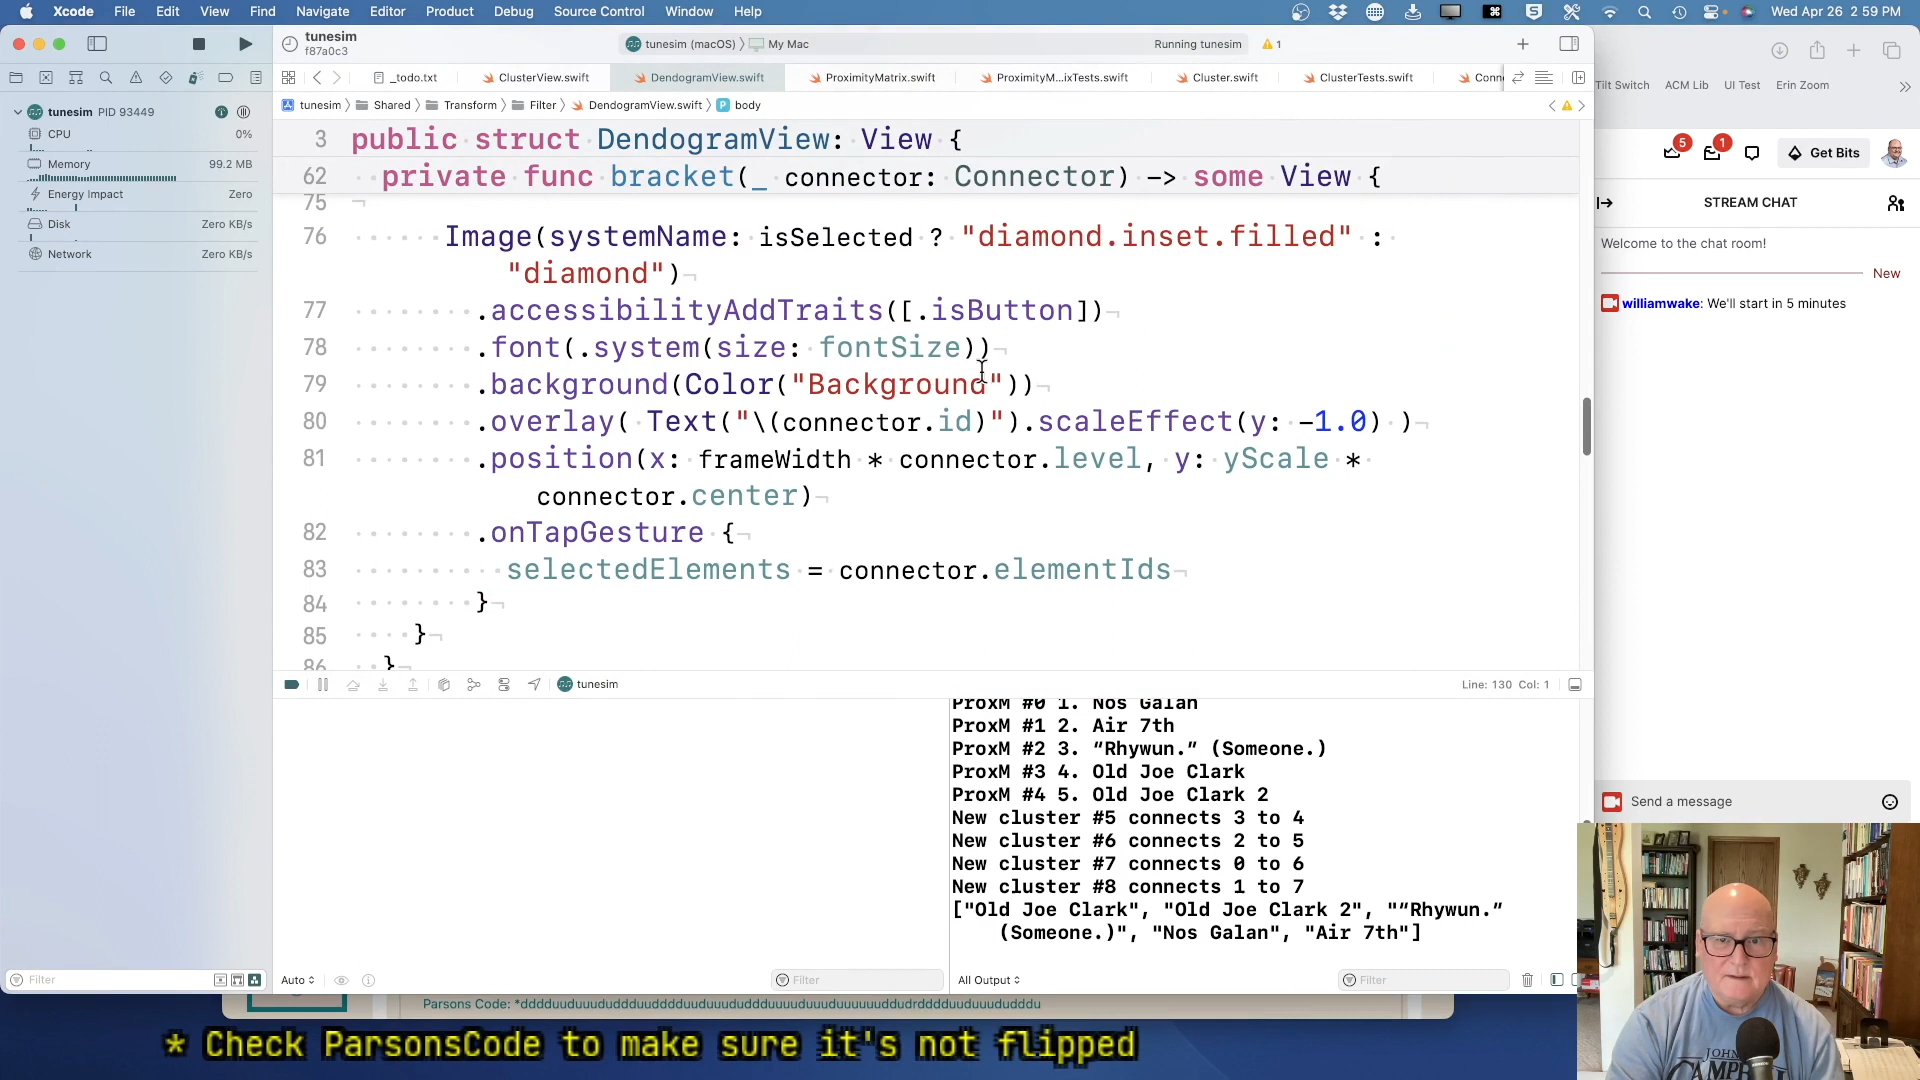 Xcode File Edit View Find Navigate Editor Product Debug Source Control Window Help
Wed Apr 26 2:59 PM
tunesim
f87a0c3
tunesim (macOS) My Mac
Running tunesim
1
Tilt Switch ACM Lib UI Test Erin Zoom
_todo.txt ClusterView.swift DendogramView.swift ProximityMatrix.swift ProximityM...ixTests.swift Cluster.swift ClusterTests.swift Conne
tunesim Shared Transform Filter DendogramView.swift body
tunesim PID 93449
CPU 0%
Memory 99.2 MB
Energy Impact Zero
Disk Zero KB/s
Network Zero KB/s
3 public struct DendogramView: View {
62 private func bracket(_ connector: Connector) -> some View {
75
76 Image(systemName: isSelected ? "diamond.inset.filled" :
"diamond")
77 .accessibilityAddTraits([.isButton])
78 .font(.system(size: fontSize))
79 .background(Color("Background"))
80 .overlay( Text("\(connector.id)").scaleEffect(y: -1.0) )
81 .position(x: frameWidth * connector.level, y: yScale *
connector.center)
82 .onTapGesture {
83 selectedElements = connector.elementIds
84 }
85 }
86 }
5 1 Get Bits
STREAM CHAT
Welcome to the chat room!
New
williamwake: We'll start in 5 minutes
Send a message
tunesim
Line: 130 Col: 1
ProxM #0 1. Nos Galan
ProxM #1 2. Air 7th
ProxM #2 3. “Rhywun.” (Someone.)
ProxM #3 4. Old Joe Clark
ProxM #4 5. Old Joe Clark 2
New cluster #5 connects 3 to 4
New cluster #6 connects 2 to 5
New cluster #7 connects 0 to 6
New cluster #8 connects 1 to 7
["Old Joe Clark", "Old Joe Clark 2", "“Rhywun.”
(Someone.)", "Nos Galan", "Air 7th"]
Filter
Auto
Filter
All Output
Filter
* Check ParsonsCode to make sure it's not flipped